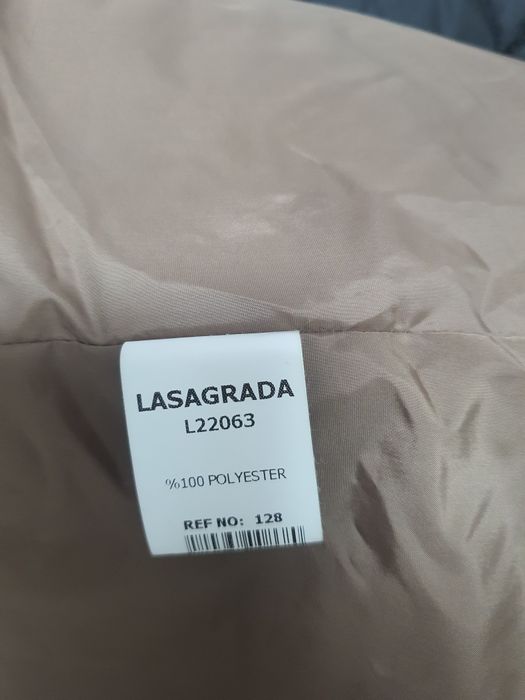 LASAGRADA
L22063
%100 POLYESTER
REF NO: 128